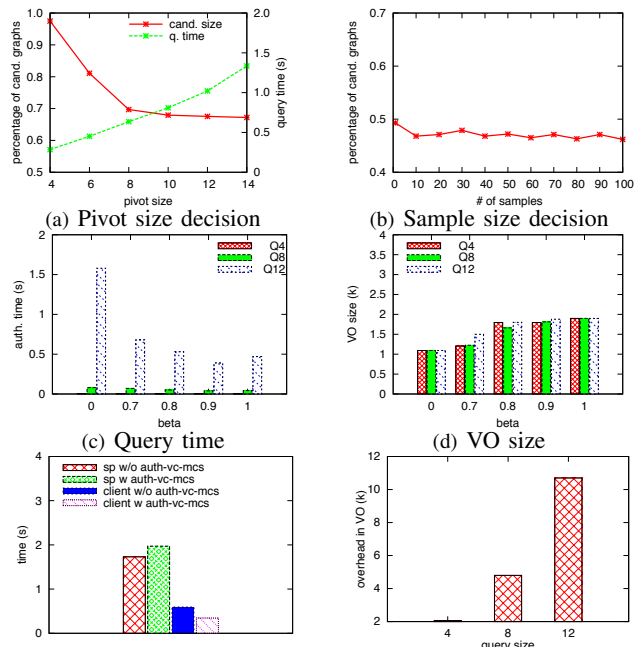 1.0
0.9
0.8
0.7
0.6
0.5
percentage of cand. graphs
cand. size
q. time
2.0
1.5
1.0
0.5
0
query time (s)
4 6 8 10 12 14
pivot size
(a) Pivot size decision
0.7
0.6
0.5
0.4
percentage of cand. graphs
0 10 20 30 40 50 60 70 80 90 100
# of samples
(b) Sample size decision
2
1.5
1
0.5
0
auth. time (s)
Q4
Q8
Q12
0 0.7 0.8 0.9 1
beta
(c) Query time
4
3.5
3
2.5
2
1.5
1
0.5
0
VO size (k)
Q4
Q8
Q12
0 0.7 0.8 0.9 1
beta
(d) VO size
4
3
2
1
0
time (s)
sp w/o auth-vc-mcs
sp w auth-vc-mcs
client w/o auth-vc-mcs
client w auth-vc-mcs
12
10
8
6
4
2
overhead in VO (k)
4 8 12
query size